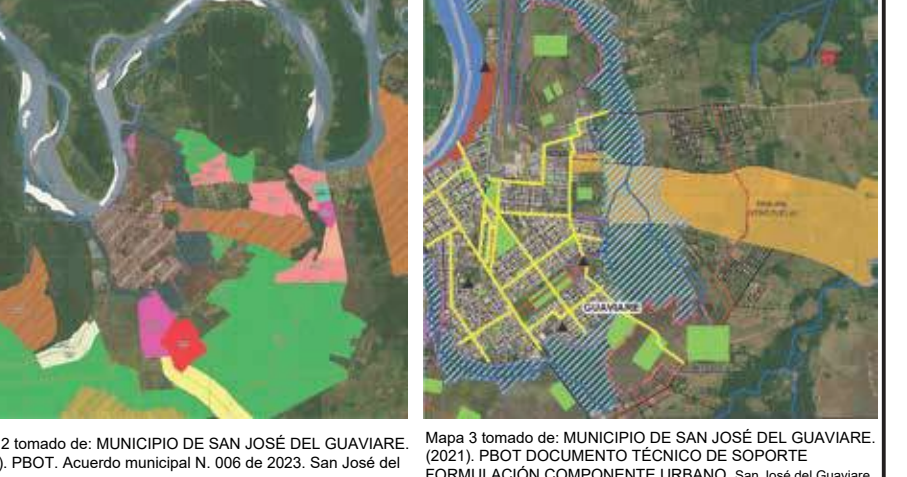 GUAVIARE
2 tomado de: MUNICIPIO DE SAN JOSÉ DEL GUAVIARE.
). PBOT. Acuerdo municipal N. 006 de 2023. San José del
Mapa 3 tomado de: MUNICIPIO DE SAN JOSÉ DEL GUAVIARE.
(2021). PBOT DOCUMENTO TÉCNICO DE SOPORTE
FORMULACIÓN COMPONENTE URBANO. San José del Guaviare